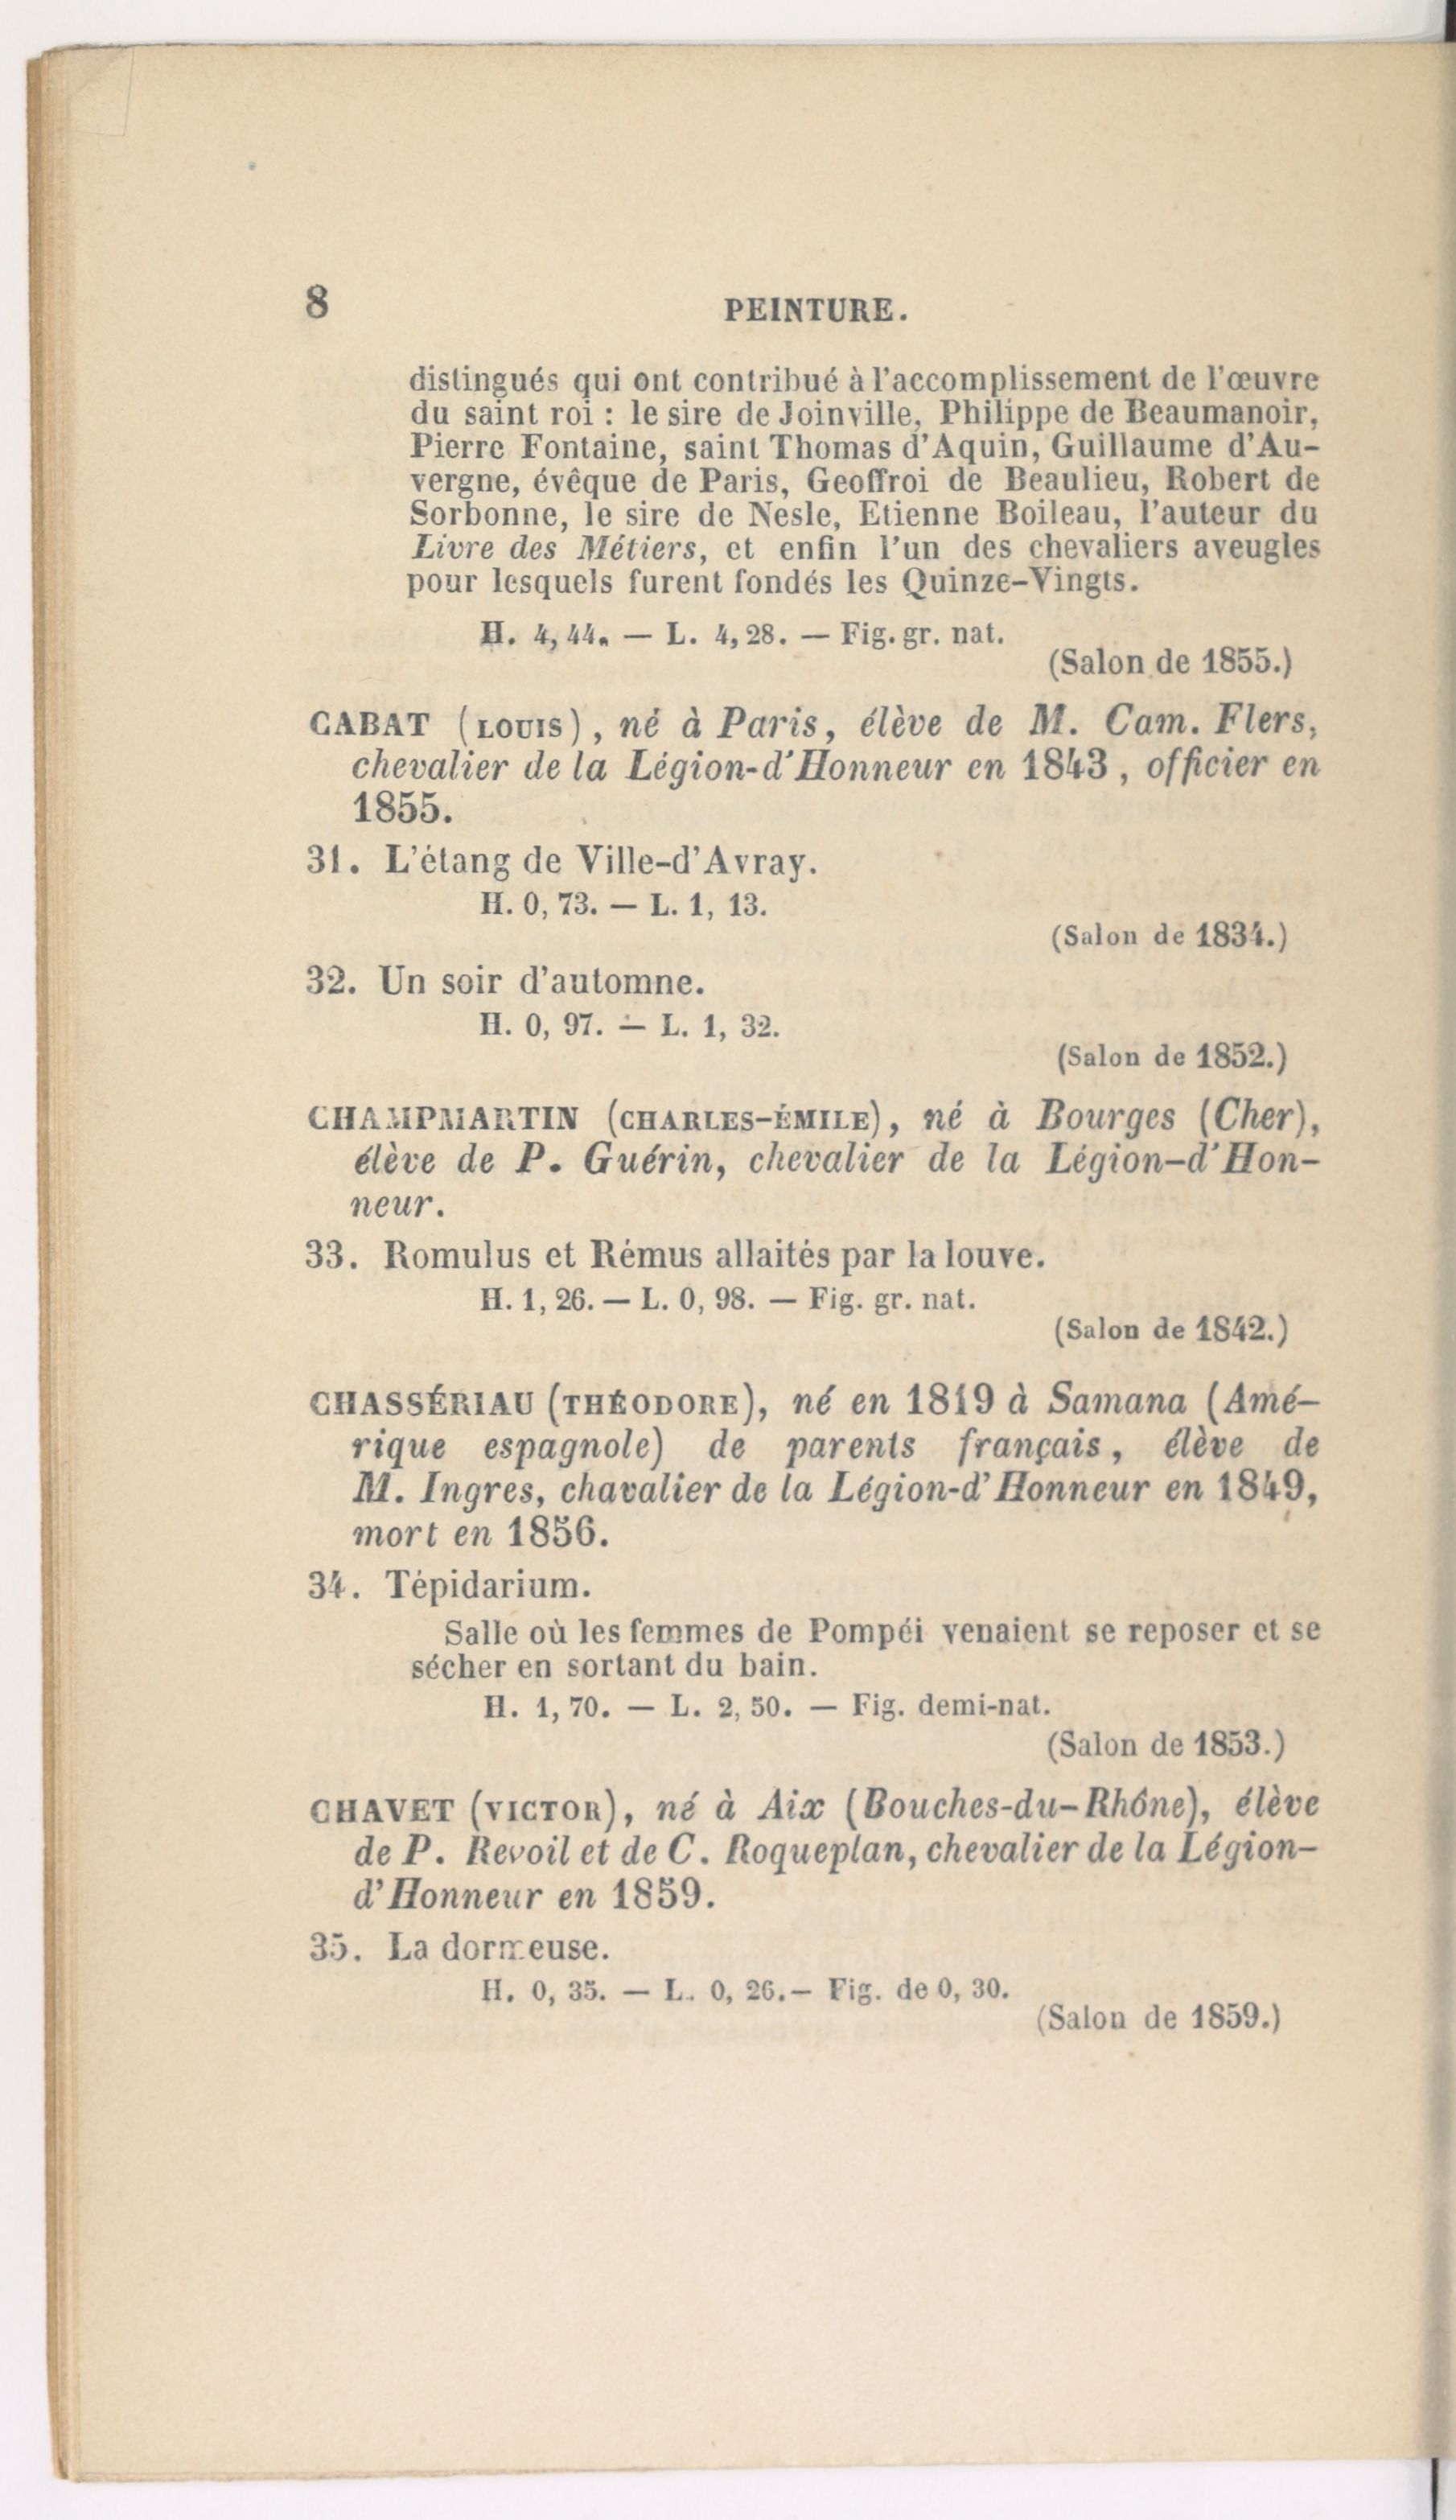 8
PEINTURE.
distingués qui ont contribué à l'accomplissement de l'œuvre
du saint roi : le sire de Joinville, Philippe de Beaumanoir,
Pierre Fontaine, saint Thomas d'Aquin, Guillaume d'Au-
vergne, évêque de Paris, Geoffroi de Beaulieu, Robert de
Sorbonne, le sire de Nesle, Etienne Boileau, l'auteur du
Livre des Métiers, et enfin l'un des chevaliers aveugles
pour lesquels furent fondés les Quinze-Vingts.
H. 4, 44. — L. 4, 28. — Fig. gr. nat.
(Salon de 1855.)
CABAT (LOUIS), né à Paris, élève de M. Cam. Flers,
chevalier de la Légion-d'Honneur en 1843, officier en
1855.
31. L'étang de Ville-d'Avray.
H. 0, 73. — L. 1, 13.
(Salon de 1834.)
32. Un soir d'automne.
H. 0, 97. — L. 1, 32.
(Salon de 1852.)
CHAMPMARTIN (CHARLES-ÉMILE), né à Bourges (Cher),
élève de P. Guérin, chevalier de la Légion-d'Hon-
neur.
33. Romulus et Rémus allaités par la louve.
H. 1, 26. — L. 0, 98. — Fig. gr. nat.
(Salon de 1842.)
CHASSÉRIAU (THÉODORE), né en 1819 à Samana (Amé-
rique espagnole) de parents français, élève de
M. Ingres, chavalier de la Légion-d'Honneur en 1849,
mort en 1856.
34. Tépidarium.
Salle où les femmes de Pompéi venaient se reposer et se
sécher en sortant du bain.
H. 1, 70. — L. 2, 50. — Fig. demi-nat.
(Salon de 1853.)
CHAVET (VICTOR), né à Aix (Bouches-du-Rhône), élève
de P. Revoil et de C. Roqueplan, chevalier de la Légion-
d'Honneur en 1859.
35. La dormeuse.
H. 0, 35. — L. 0, 26. — Fig. de 0, 30.
(Salon de 1859.)